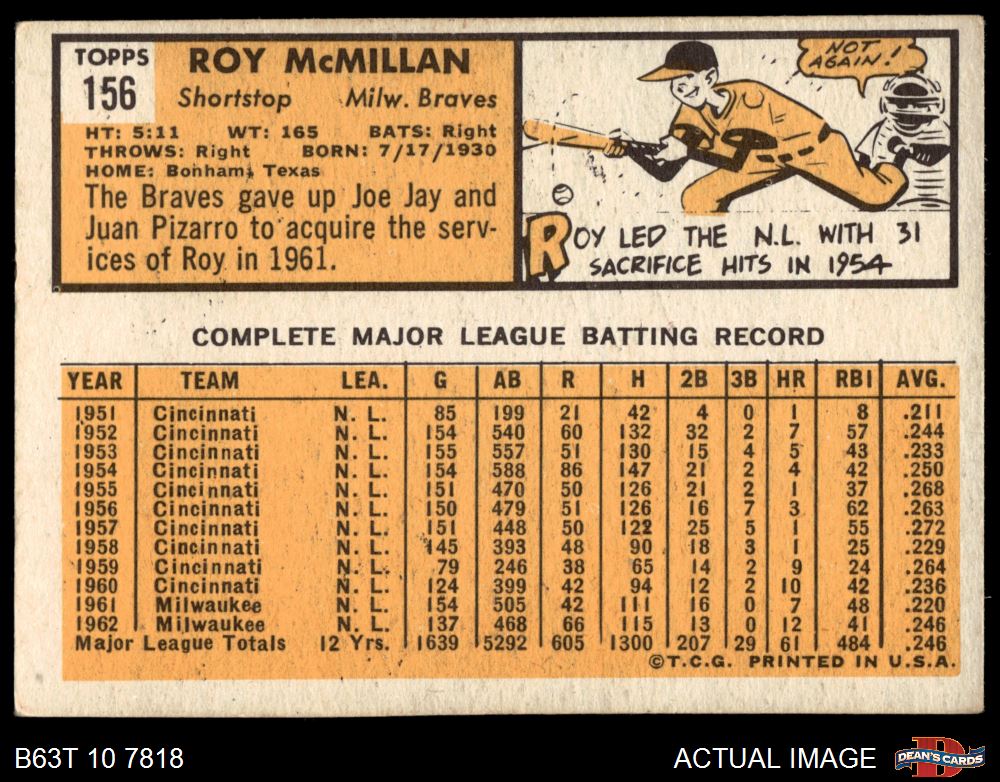 TOPPS
156
ROY McMILLAN
Shortstop Milw. Braves
HT: 5:11 WT: 165 BATS: Right
THROWS: Right BORN: 7/17/1930
HOME: Bonham, Texas
The Braves gave up Joe Jay and
Juan Pizarro to acquire the serv-
ices of Roy in 1961.
NOT
AGAIN!
ROY LED THE N.L. WITH 31
SACRIFICE HITS IN 1954
COMPLETE MAJOR LEAGUE BATTING RECORD
YEAR TEAM LEA. G AB R H 2B 3B HR RBI AVG.
1951 Cincinnati N. L. 85 199 21 42 4 0 1 8 .211
1952 Cincinnati N. L. 154 540 60 132 32 2 7 57 .244
1953 Cincinnati N. L. 155 557 51 130 15 4 5 43 .233
1954 Cincinnati N. L. 154 588 86 147 21 2 4 42 .250
1955 Cincinnati N. L. 151 470 50 126 21 2 1 37 .268
1956 Cincinnati N. L. 150 479 51 126 16 7 3 62 .263
1957 Cincinnati N. L. 151 448 50 122 25 5 1 55 .272
1958 Cincinnati N. L. 145 393 48 90 18 3 1 25 .229
1959 Cincinnati N. L. 79 246 38 65 14 2 9 24 .264
1960 Cincinnati N. L. 124 399 42 94 12 2 10 42 .236
1961 Milwaukee N. L. 154 505 42 111 16 0 7 48 .220
1962 Milwaukee N. L. 137 468 66 115 13 0 12 41 .246
Major League Totals 12 Yrs. 1639 5292 605 1300 207 29 61 484 .246
©T.C.G. PRINTED IN U.S.A.
B63T 10 7818 ACTUAL IMAGE
DEAN'S CARDS